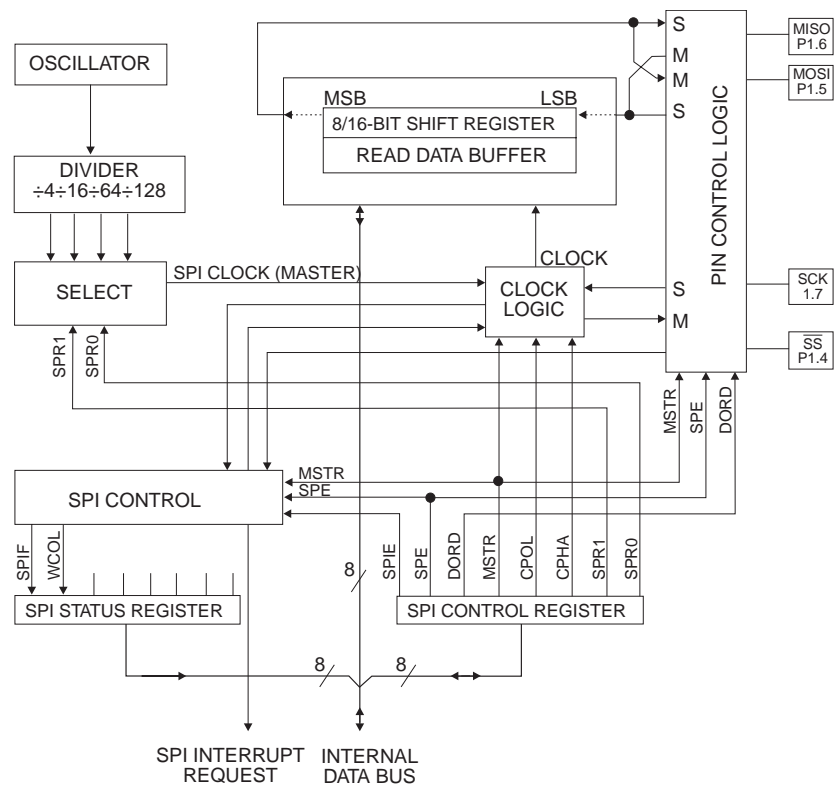 OSCILLATOR
DIVIDER
÷4÷16÷64÷128
SELECT
SPI CLOCK (MASTER)
SPR1
SPR0
MSB
LSB
8/16-BIT SHIFT REGISTER
READ DATA BUFFER
CLOCK
CLOCK
LOGIC
S
M
M
S
S
M
PIN CONTROL LOGIC
MISO
P1.6
MOSI
P1.5
SCK
1.7
SS
P1.4
MSTR
SPE
DORD
SPI CONTROL
MSTR
SPE
SPIF
WCOL
SPI STATUS REGISTER
SPIE
SPE
DORD
MSTR
CPOL
CPHA
SPR1
SPR0
SPI CONTROL REGISTER
8
8
8
SPI INTERRUPT
REQUEST
INTERNAL
DATA BUS